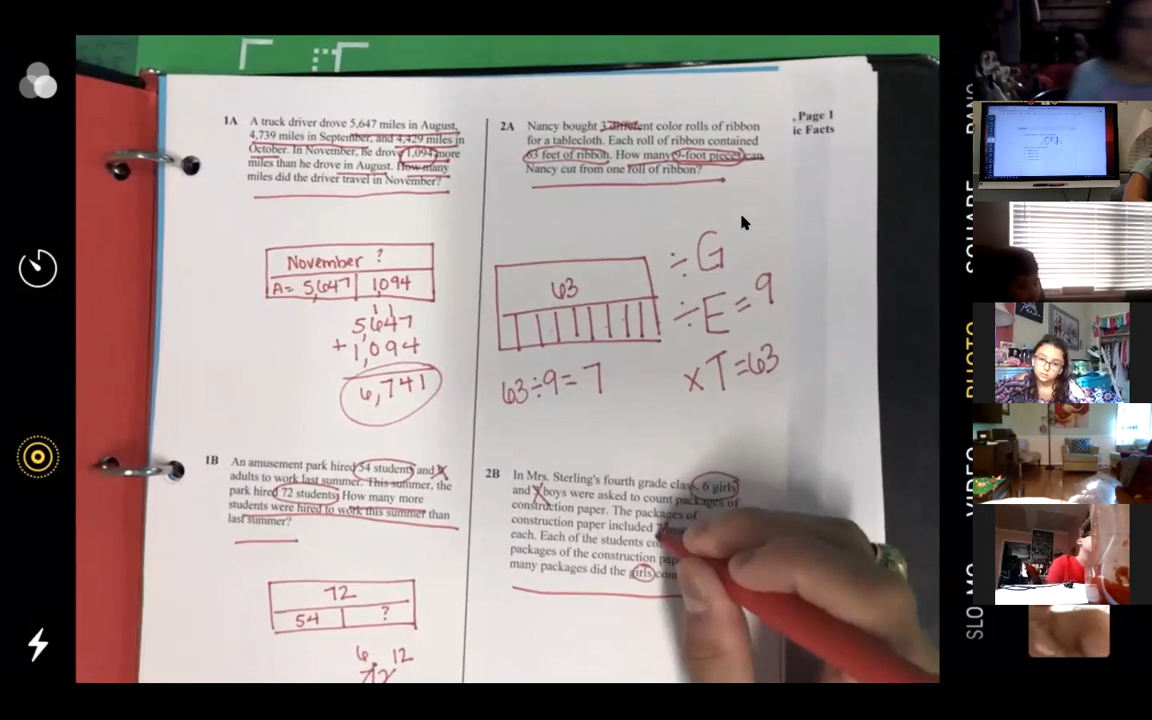 1A A truck driver drove 5,647 miles in August,
4,739 miles in September, and 4,429 miles in
October. In November, he drove 1,094 more
miles than he drove in August. How many
miles did the driver travel in November?
November ?
A= 5,647 1,094
1 1
5,647
+1,094
6,741
1B An amusement park hired 54 students and
adults to work last summer. This summer, the
park hired 72 students. How many more
students were hired to work this summer than
last summer?
72
54 ?
6 12
72
2A Nancy bought 3 different color rolls of ribbon
for a tablecloth. Each roll of ribbon contained
63 feet of ribbon. How many 9-foot pieces can
Nancy cut from one roll of ribbon?
63
÷G
÷E=9
xT=63
63÷9=7
2B In Mrs. Sterling's fourth grade class, 6 girls
and boys were asked to count packages of
construction paper. The packages of
construction paper included
each. Each of the students
packages of the construction
many packages did the girls
, Page 1
ic Facts
SQUARE
PHOTO
VIDEO
SLO-MO